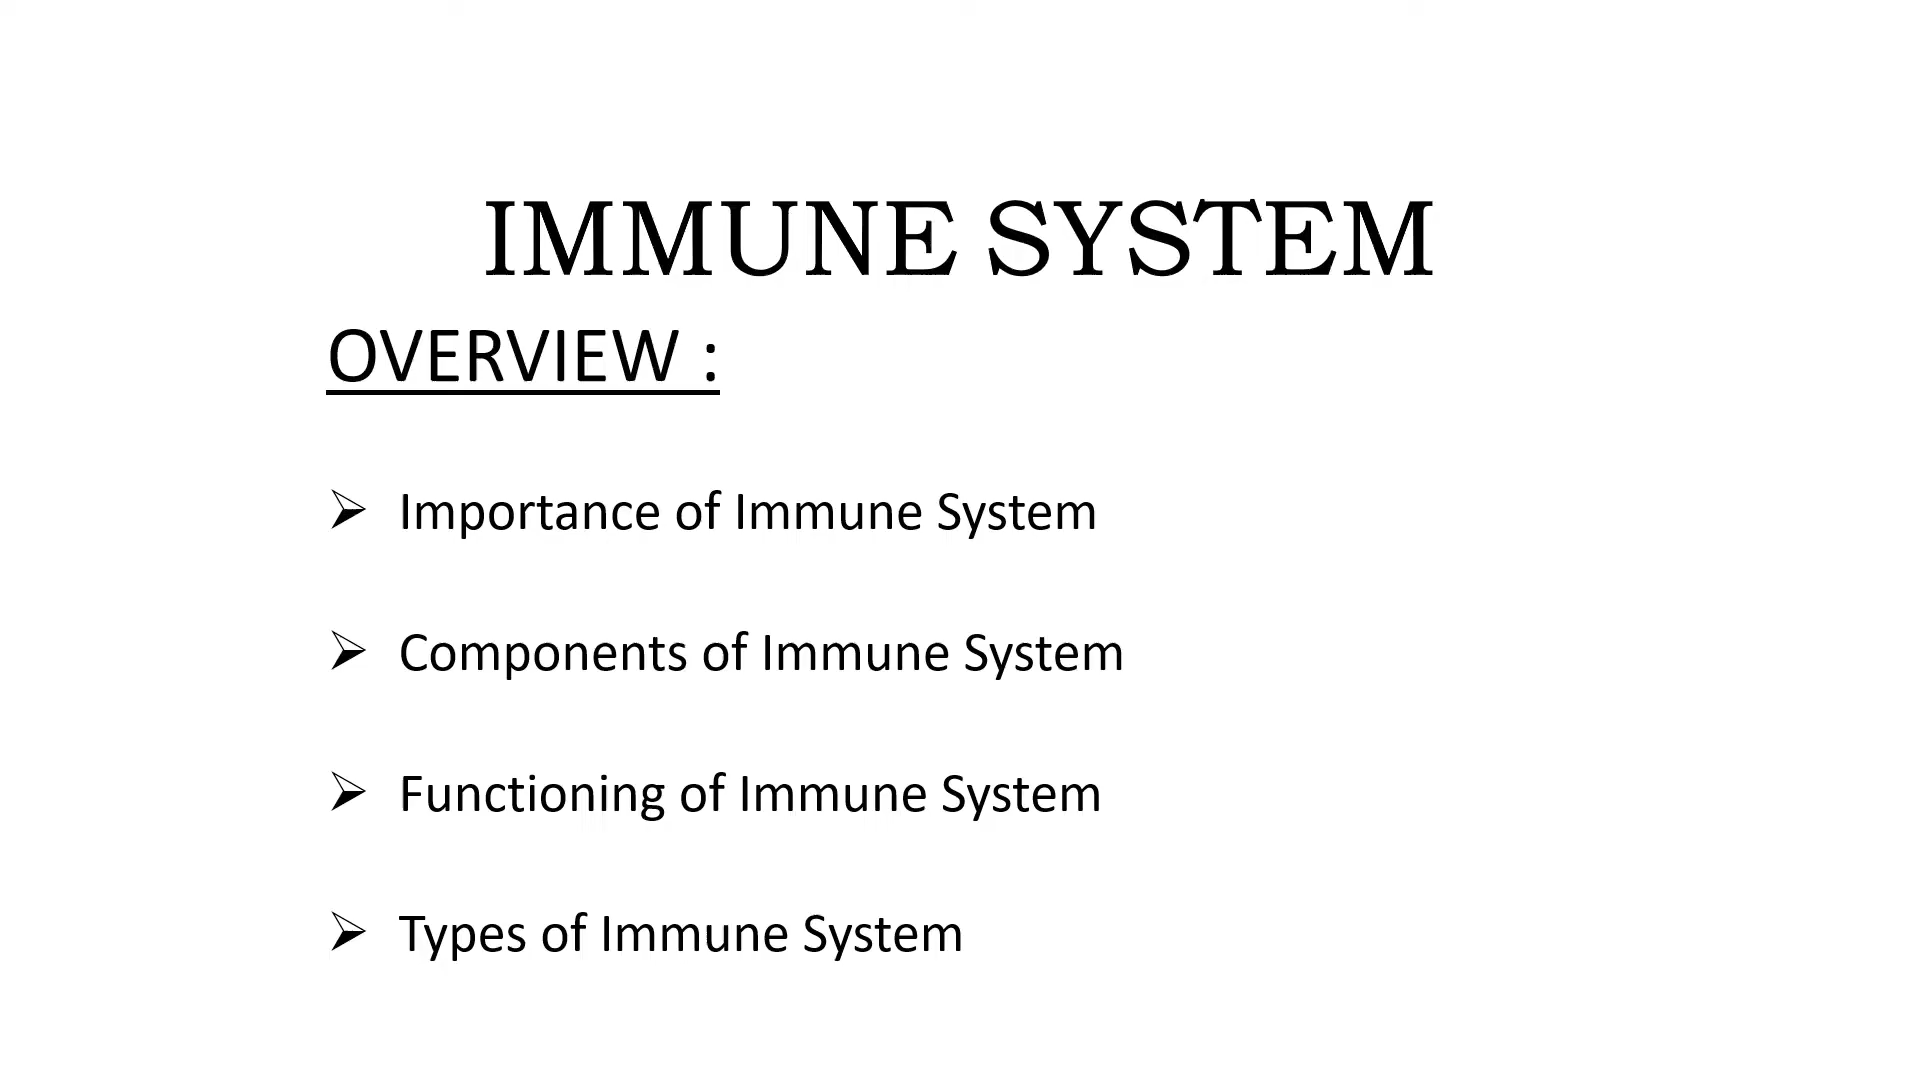 IMMUNE SYSTEM
OVERVIEW :
➢ Importance of Immune System
➢ Components of Immune System
➢ Functioning of Immune System
➢ Types of Immune System